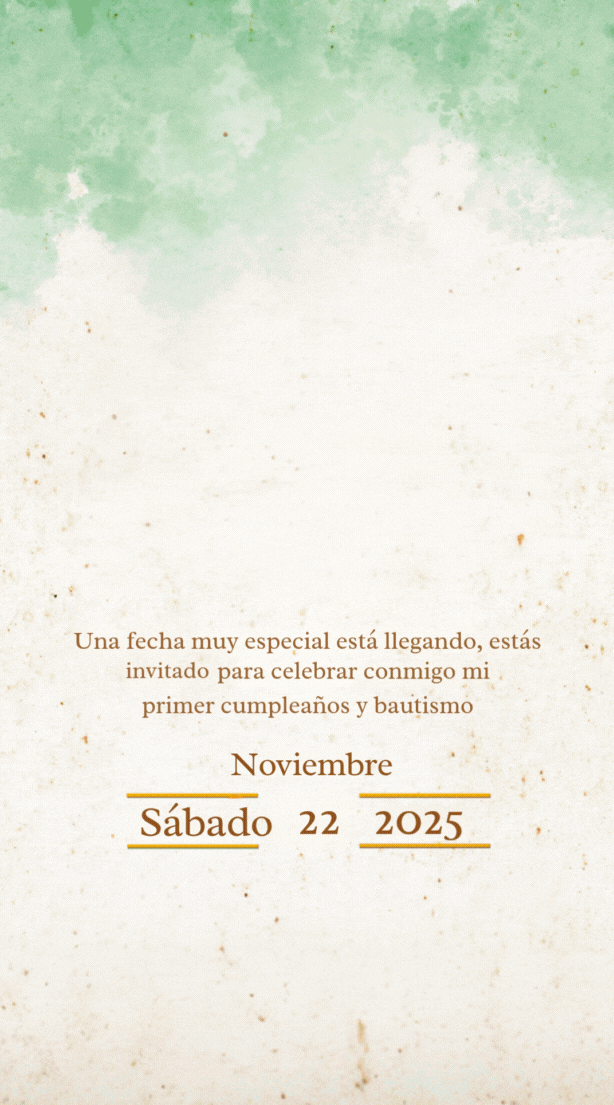 Una fecha muy especial está llegando, estás
invitado para celebrar conmigo mi
primer cumpleaños y bautismo
Noviembre
Sábado 22 2025